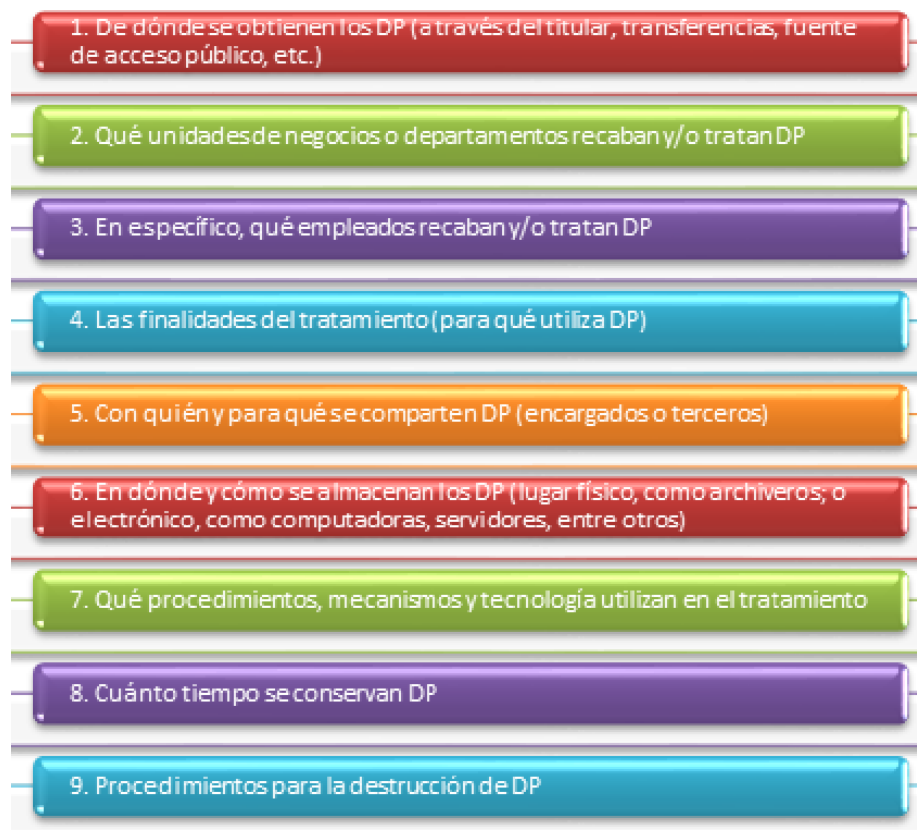 1. De dónde se obtienen los DP (a través del titular, transferencias, fuente
de acceso público, etc.)
2. Qué unidades de negocios o departamentos recaban y/o tratan DP
3. En específico, qué empleados recaban y/o tratan DP
4. Las finalidades del tratamiento (para qué utiliza DP)
5. Con quién y para qué se comparten DP (encargados o terceros)
6. En dónde y cómo se almacenan los DP (lugar físico, como archiveros; o
electrónico, como computadoras, servidores, entre otros)
7. Qué procedimientos, mecanismos y tecnología utilizan en el tratamiento
8. Cuánto tiempo se conservan DP
9. Procedimientos para la destrucción de DP